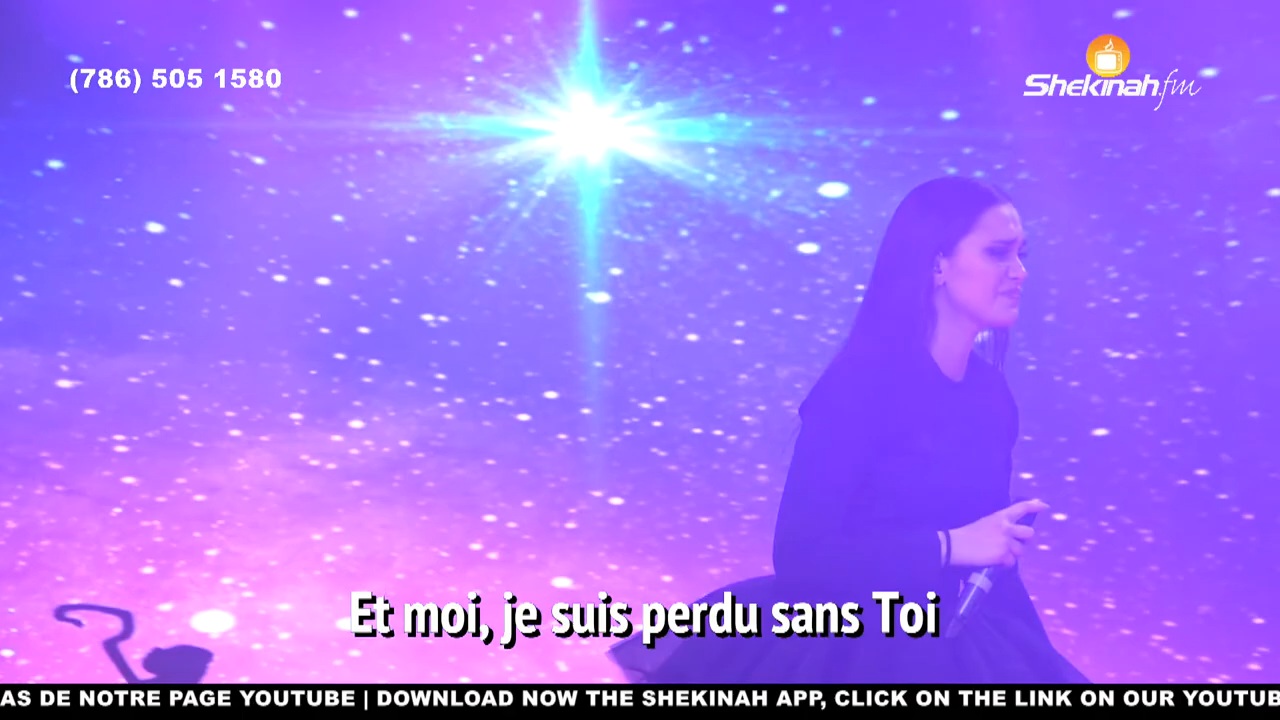 (786) 505 1580
Shekinah.fm
Et moi, je suis perdu sans Toi
AS DE NOTRE PAGE YOUTUBE | DOWNLOAD NOW THE SHEKINAH APP, CLICK ON THE LINK ON OUR YOUTUB